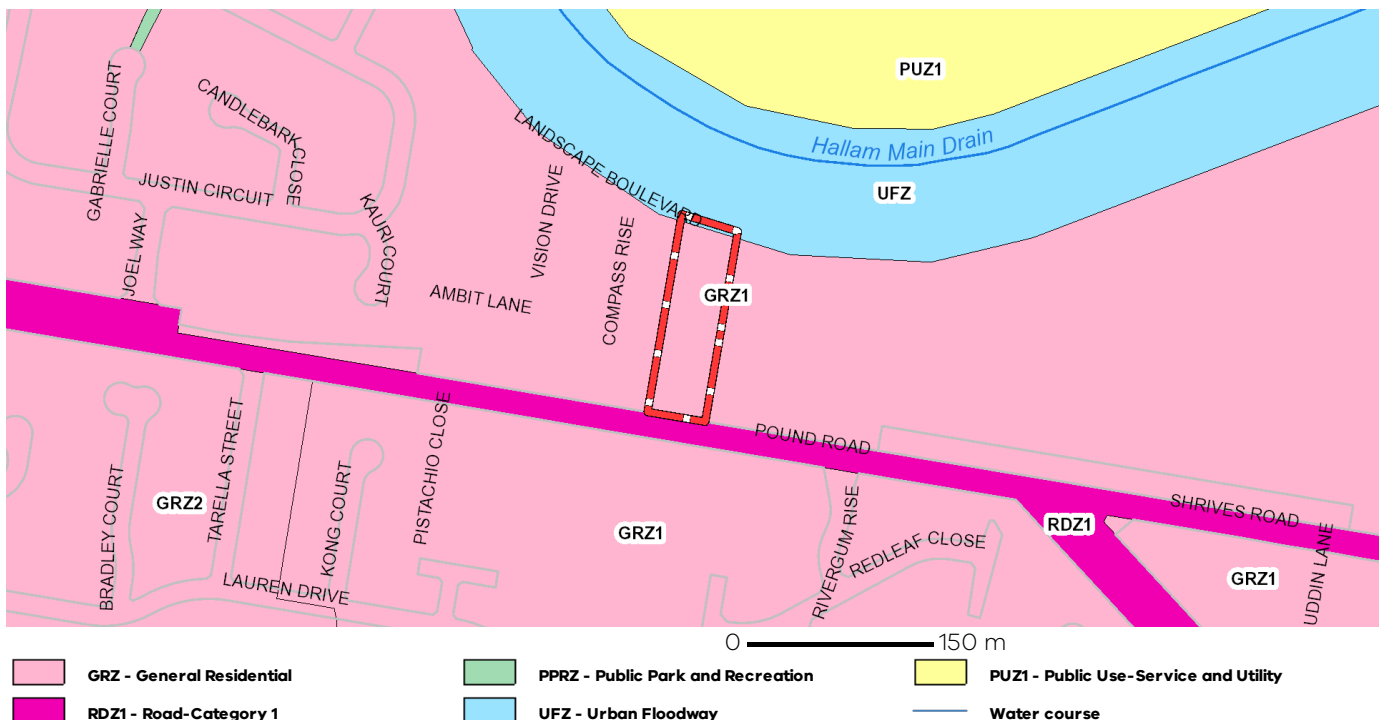 PUZ1
Hallam Main Drain
UFZ
GABRIELLE COURT
CANDLEBARK CLOSE
JUSTIN CIRCUIT
JOEL WAY
KAURI COURT
LANDSCAPE BOULEVARD
VISION DRIVE
COMPASS RISE
AMBIT LANE
GRZ1
POUND ROAD
SHRIVES ROAD
BRADLEY COURT
GRZ2
TARELLA STREET
KONG COURT
PISTACHIO CLOSE
LAUREN DRIVE
GRZ1
RIVERGUM RISE
REDLEAF CLOSE
RDZ1
GRZ1
UDDIN LANE
0 150 m
GRZ - General Residential
PPRZ - Public Park and Recreation
PUZ1 - Public Use-Service and Utility
RDZ1 - Road-Category 1
UFZ - Urban Floodway
Water course